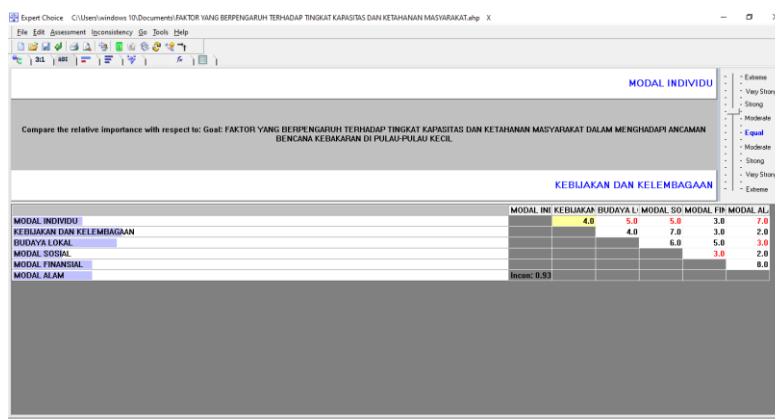 Expert Choice C:\Users\windows 10\Documents\FAKTOR YANG BERPENGARUH TERHADAP TINGKAT KAPASITAS DAN KETAHANAN MASYARAKAT.ahp X
File Edit Assessment Inconsistency Go Tools Help
3:1 ABC
MODAL INDIVIDU
Compare the relative importance with respect to: Goal: FAKTOR YANG BERPENGARUH TERHADAP TINGKAT KAPASITAS DAN KETAHANAN MASYARAKAT DALAM MENGHADAPI ANCAMAN
BENCANA KEBAKARAN DI PULAU-PULAU KECIL
KEBIJAKAN DAN KELEMBAGAAN
Extreme
Very Stron
Strong
Moderate
Equal
Moderate
Strong
Very Stron
Extreme
MODAL INI KEBIJAKAN BUDAYA L MODAL SO MODAL FIN MODAL AL
MODAL INDIVIDU 4.0 5.0 5.0 3.0 7.0
KEBIJAKAN DAN KELEMBAGAAN 4.0 7.0 3.0 2.0
BUDAYA LOKAL 6.0 5.0 3.0
MODAL SOSIAL 3.0 2.0
MODAL FINANSIAL 8.0
MODAL ALAM Incon: 0.93